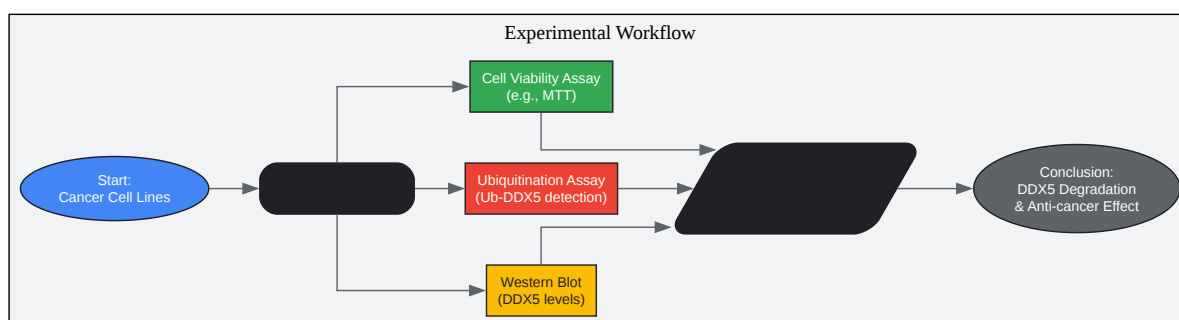 Experimental Workflow
Cell Viability Assay
(e.g., MTT)
Start:
Cancer Cell Lines
Ubiquitination Assay
(Ub-DDX5 detection)
Conclusion:
DDX5 Degradation
& Anti-cancer Effect
Western Blot
(DDX5 levels)